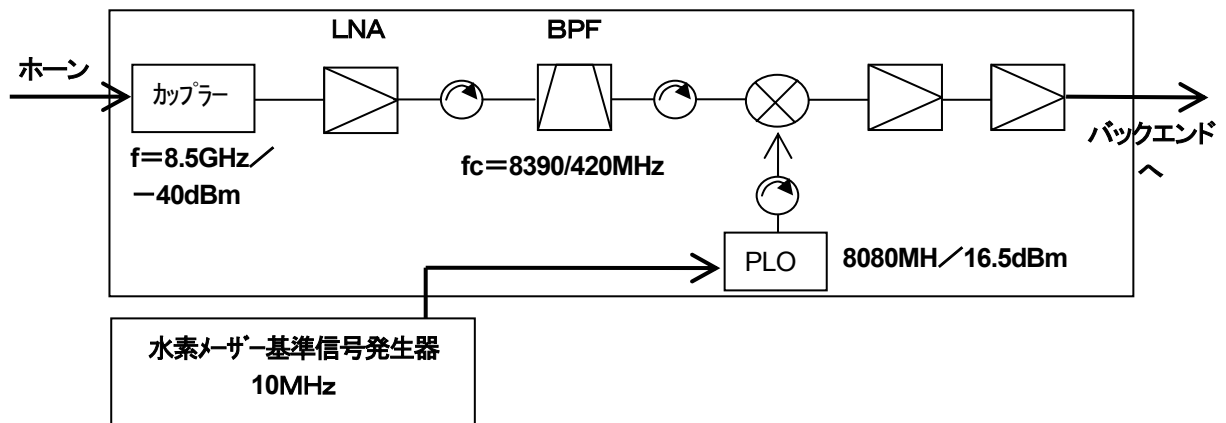 LNA
BPF
ホーン
カップラー
f=8.5GHz/
-40dBm
fc=8390/420MHz
バックエンド
へ
PLO
8080MH/16.5dBm
水素メーザー基準信号発生器
10MHz